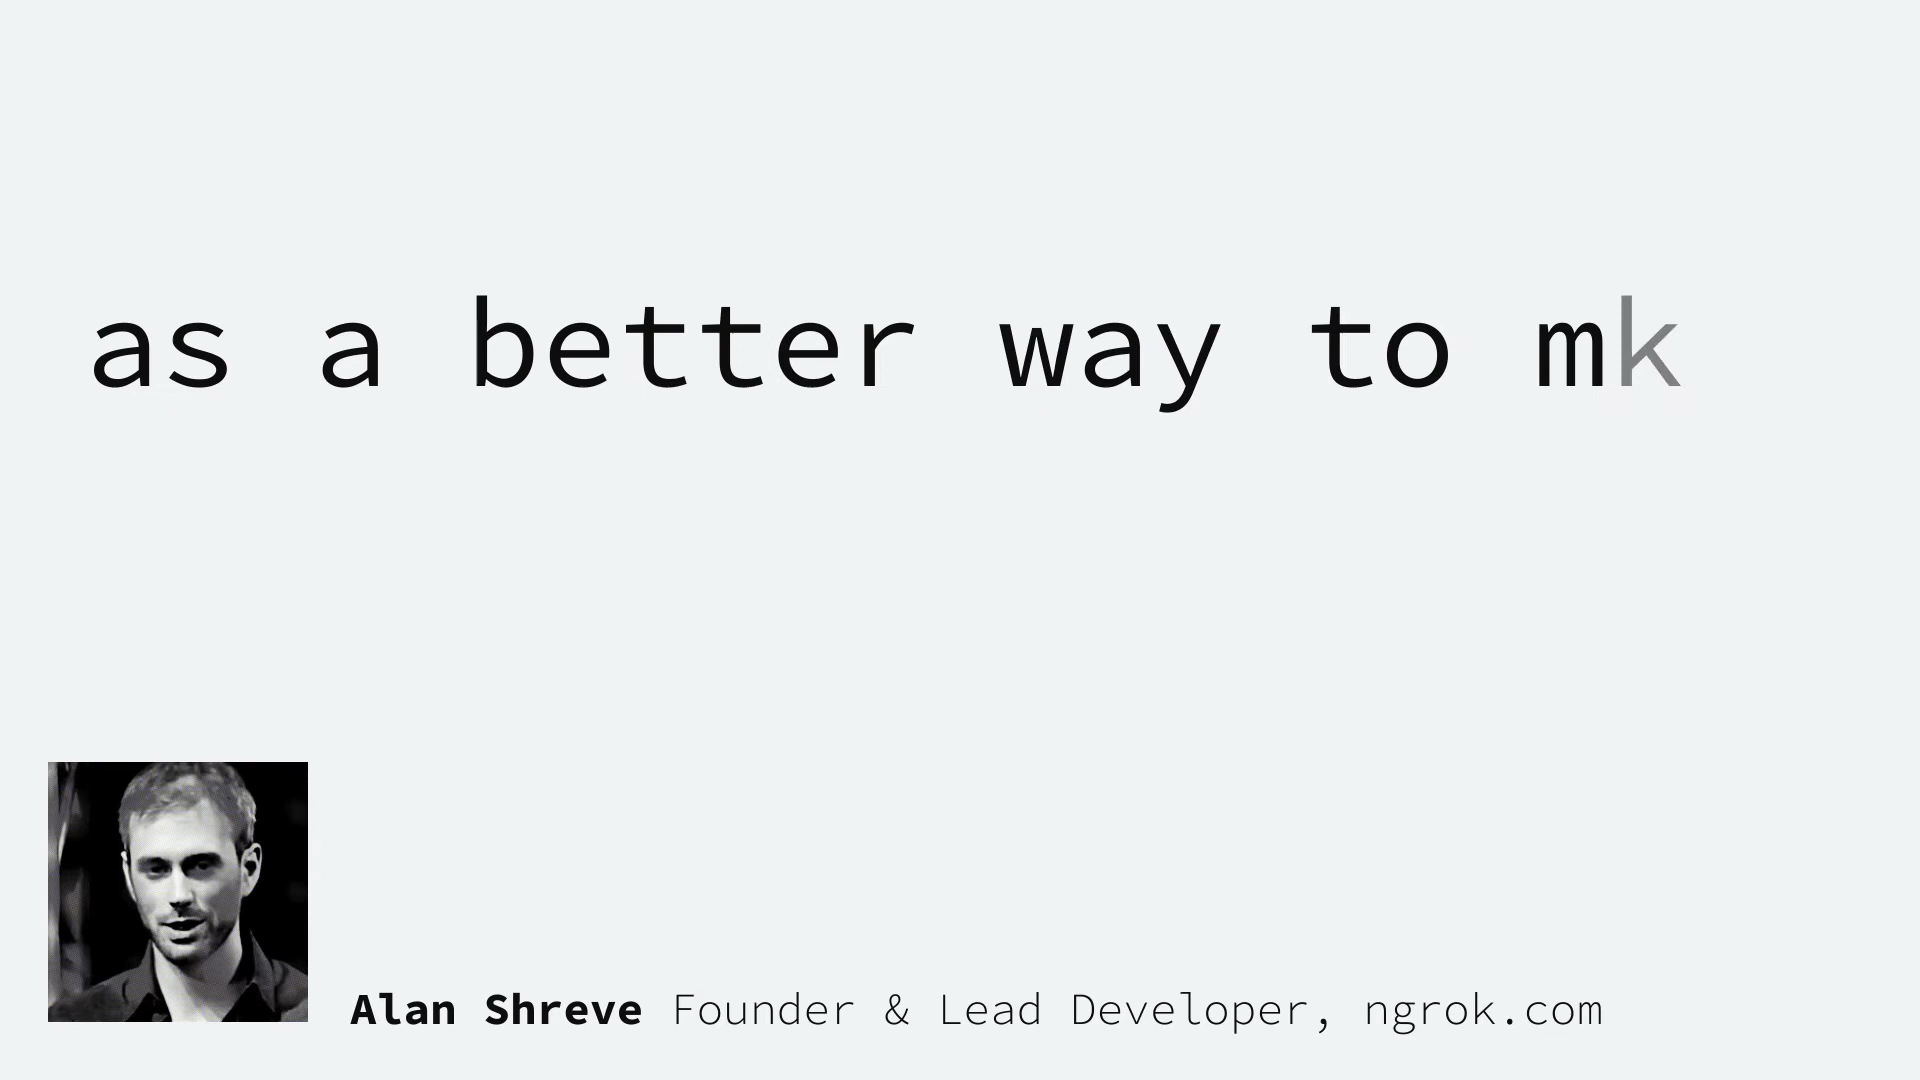 as a better way to mk
Alan Shreve Founder & Lead Developer, ngrok.com